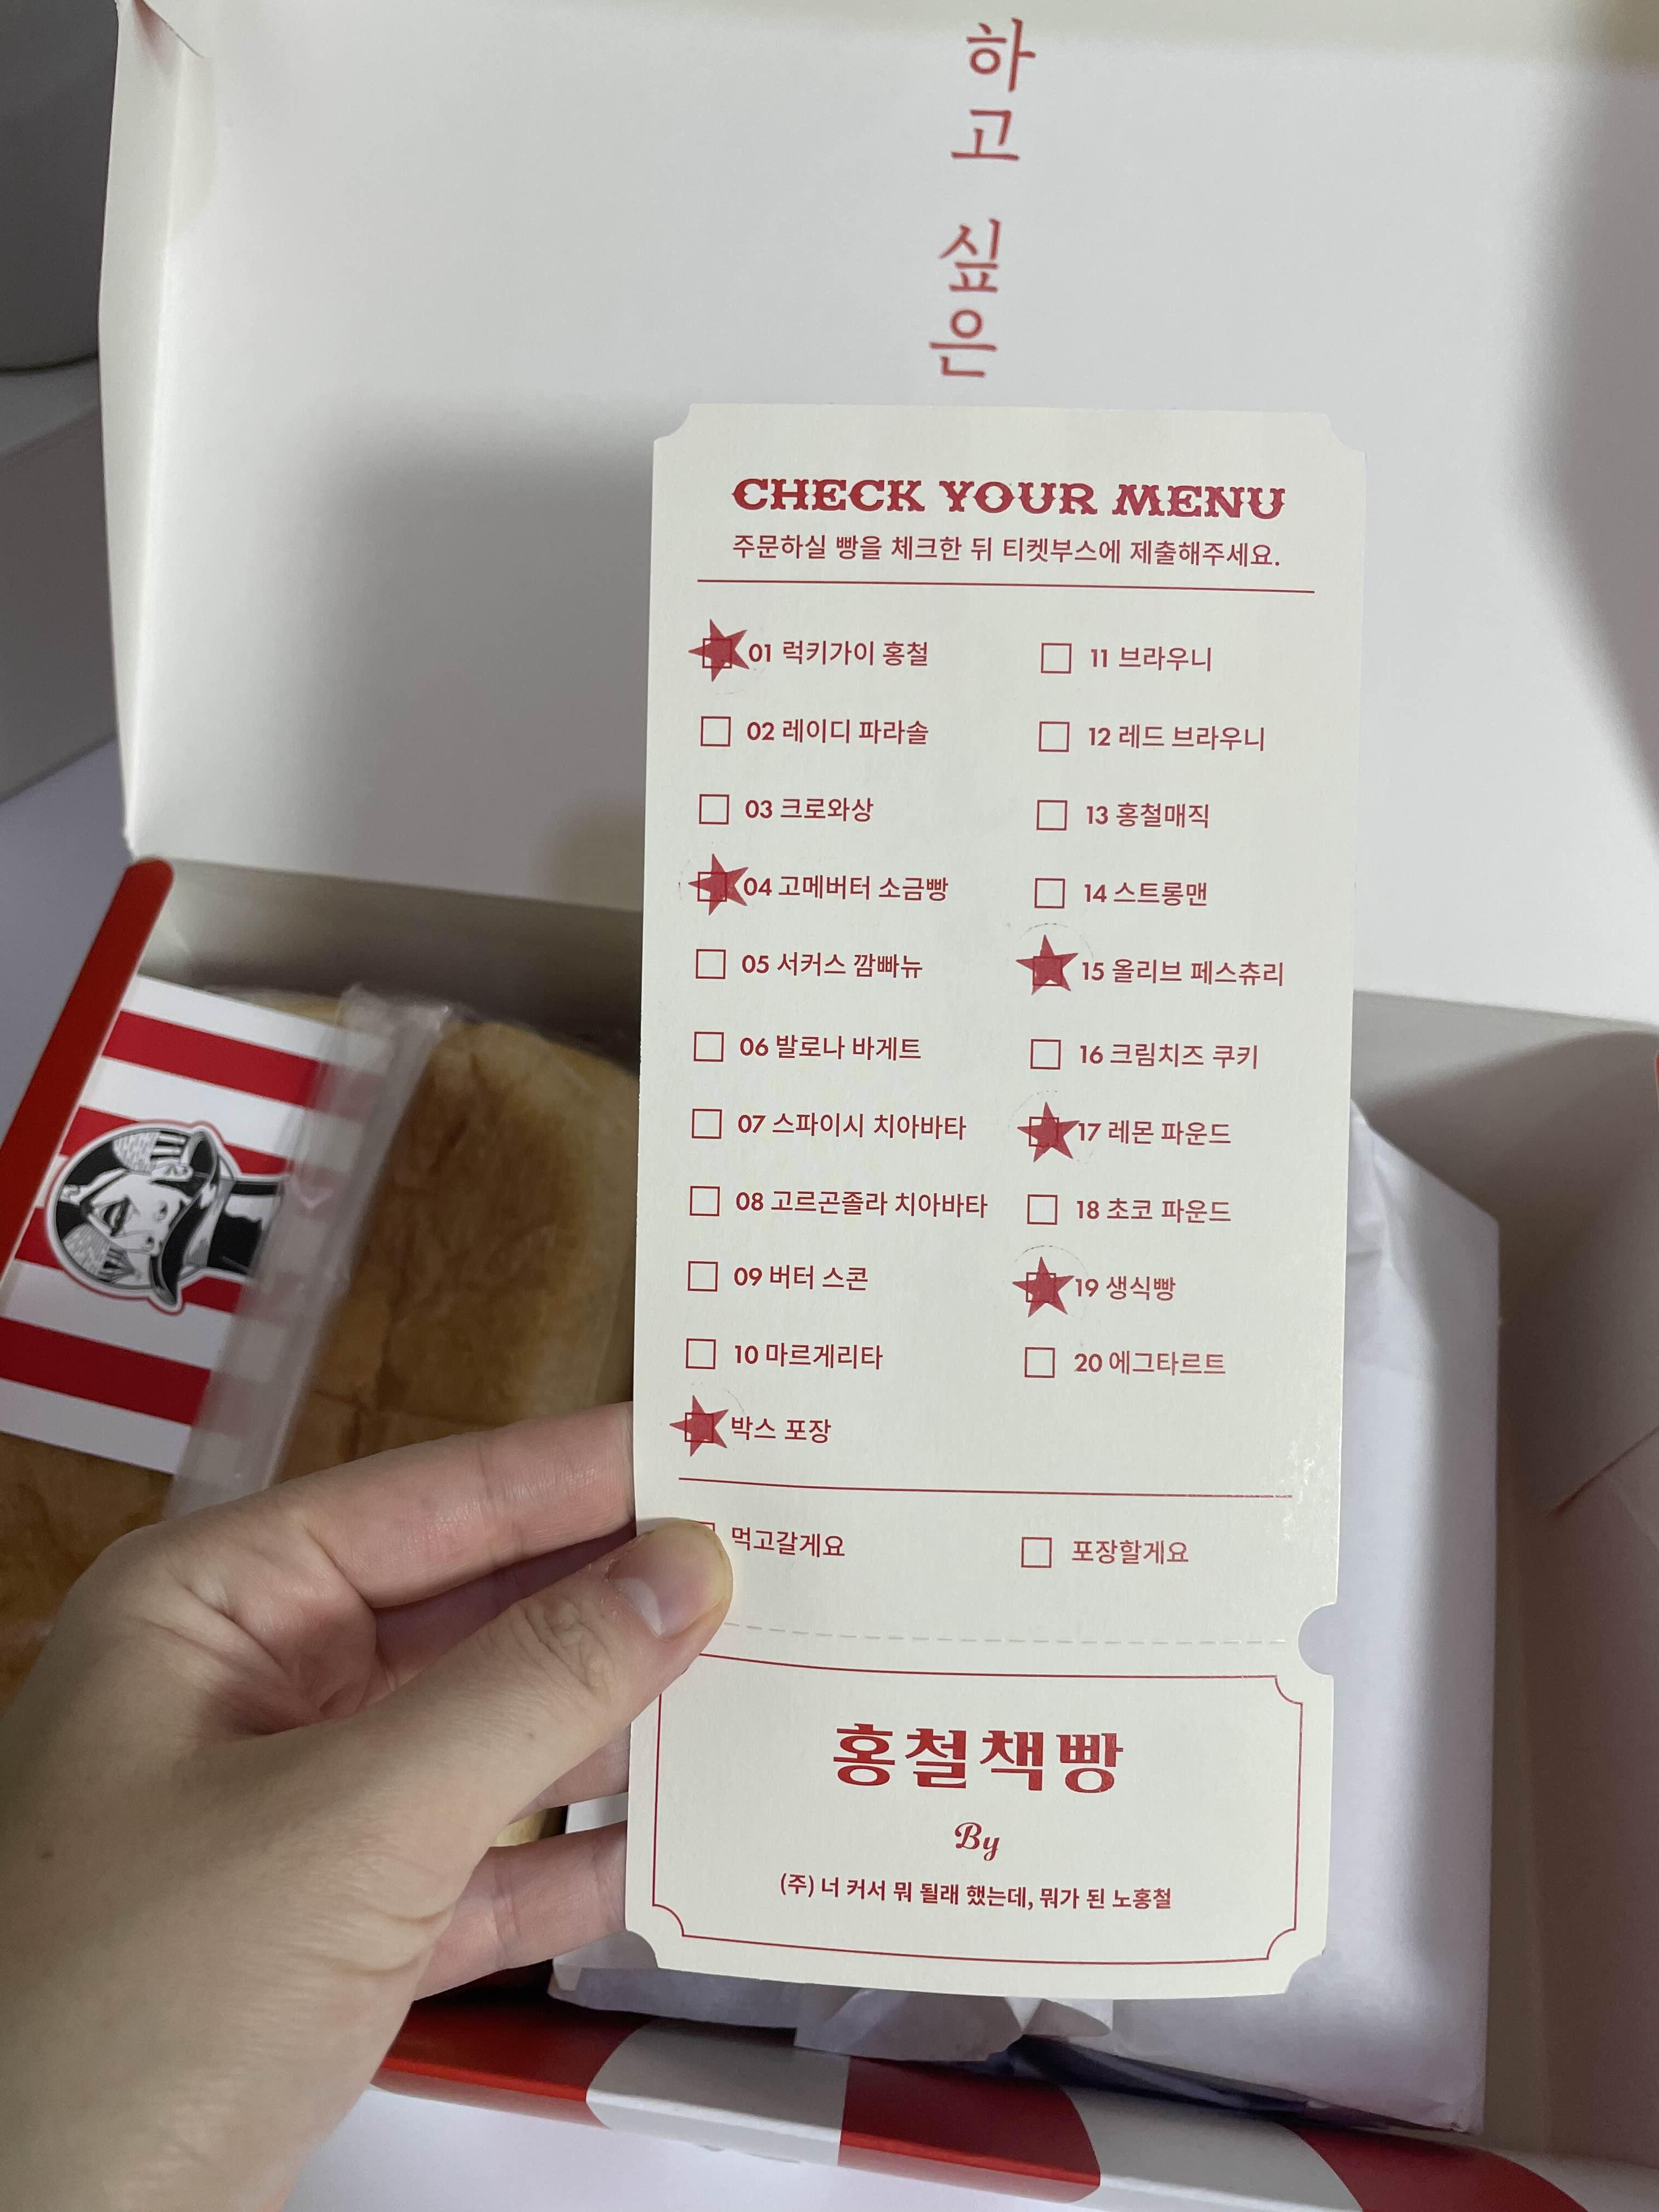 하고 싶은
CHECK YOUR MENU
주문하실 빵을 체크한 뒤 티켓부스에 제출해주세요.
01 럭키가이 홍철
02 레이디 파라솔
03 크로와상
04 고메버터 소금빵
05 서커스 깜빠뉴
06 발로나 바게트
07 스파이시 치아바타
08 고르곤졸라 치아바타
09 버터 스콘
10 마르게리타
박스 포장
11 브라우니
12 레드 브라우니
13 홍철매직
14 스트롱맨
15 올리브 페스츄리
16 크림치즈 쿠키
17 레몬 파운드
18 초코 파운드
19 생식빵
20 에그타르트
먹고갈게요
포장할게요
홍철책빵
By
(주) 너 커서 뭐 될래 했는데, 뭐가 된 노홍철